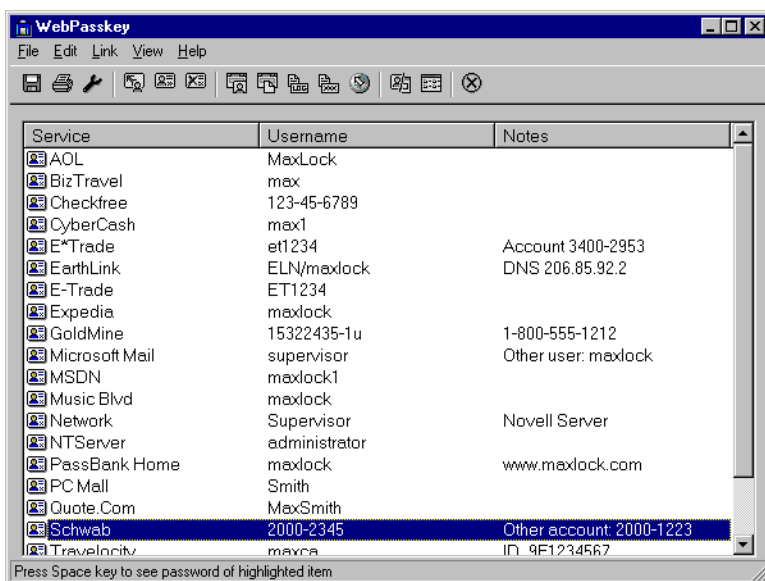 WebPasskey
File Edit Link View Help
Service Username Notes
AOL MaxLock
BizTravel max
Checkfree 123-45-6789
CyberCash max1
E*Trade et1234 Account 3400-2953
EarthLink ELN/maxlock DNS 206.85.92.2
E-Trade ET1234
Expedia maxlock
GoldMine 15322435-1u 1-800-555-1212
Microsoft Mail supervisor Other user: maxlock
MSDN maxlock1
Music Blvd maxlock
Network Supervisor Novell Server
NTServer administrator
PassBank Home maxlock www.maxlock.com
PC Mall Smith
Quote.Com MaxSmith
Schwab 2000-2345 Other account: 2000-1223
Travelocity maxca ID 9F1234567
Press Space key to see password of highlighted item